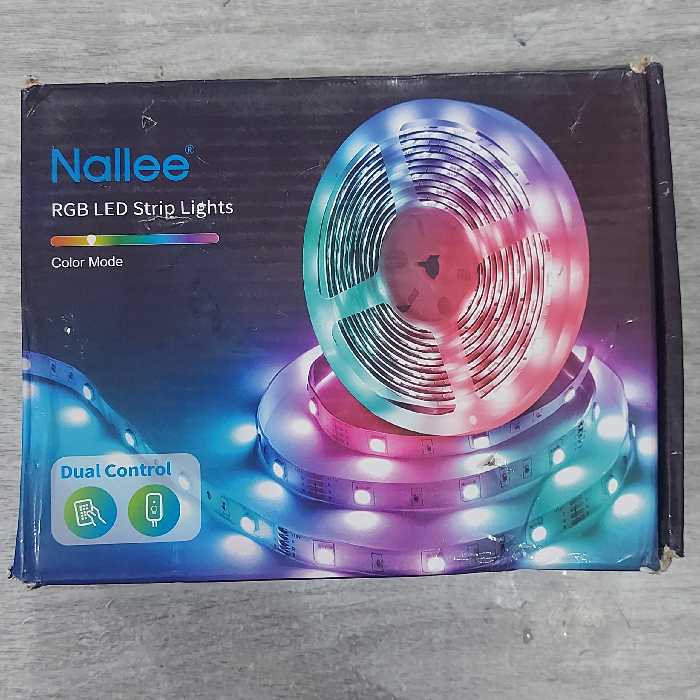 Nallee®
RGB LED Strip Lights
Color Mode
Dual Control